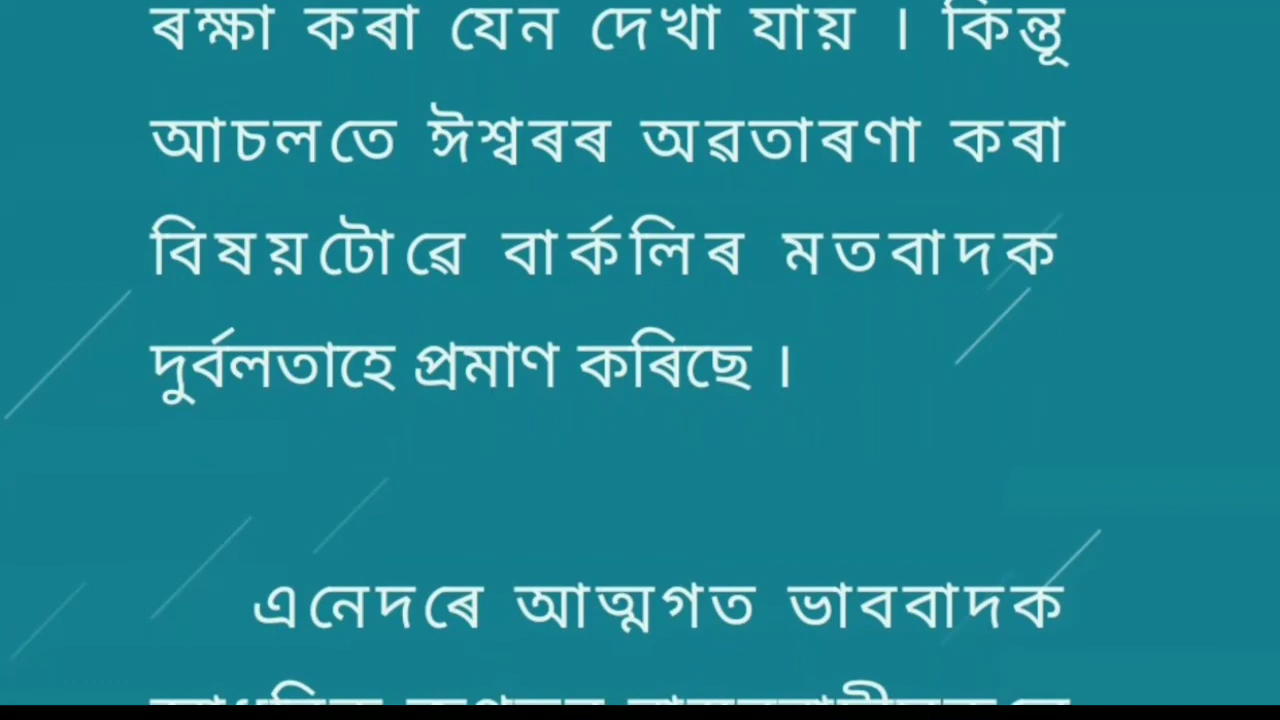 ৰক্ষা কৰা যেন দেখা যায় । কিন্তূ
আচলতে ঈশ্বৰৰ অৱতাৰণা কৰা
বিষয়টোৱে বাৰ্কলিৰ মতবাদক
দুৰ্বলতাহে প্ৰমাণ কৰিছে ।
এনেদৰে আত্মগত ভাববাদক